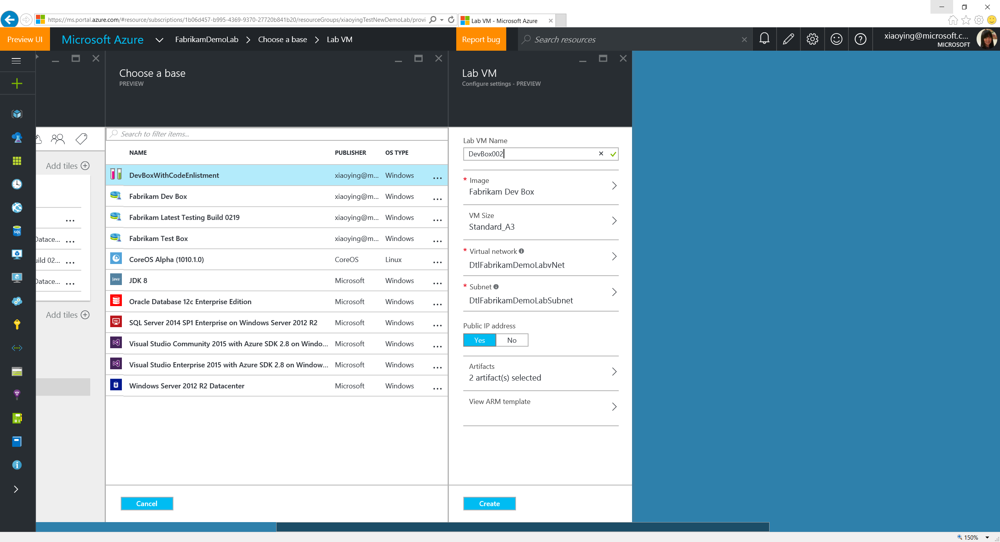 https://ms.portal.azure.com/#resource/subscriptions/1b06d457-b995-4369-9370-27720b841b20/resourceGroups/xiaoyingTestNewDemoLab/provi
Lab VM - Microsoft Azure
Preview UI
Microsoft Azure
FabrikamDemoLab
Choose a base
Lab VM
Report bug
Search resources
xiaoying@microsoft.c...
MICROSOFT
Choose a base
PREVIEW
Lab VM
Configure settings - PREVIEW
Search to filter items...
NAME PUBLISHER OS TYPE
DevBoxWithCodeEnlistment xiaoying@m... Windows ...
Fabrikam Dev Box xiaoying@m... Windows ...
Fabrikam Latest Testing Build 0219 xiaoying@m... Windows ...
Fabrikam Test Box xiaoying@m... Windows ...
CoreOS Alpha (1010.1.0) CoreOS Linux ...
java JDK 8 Microsoft Windows ...
Oracle Database 12c Enterprise Edition Microsoft Windows ...
SQL SQL Server 2014 SP1 Enterprise on Windows Server 2012 R2 Microsoft Windows ...
Visual Studio Community 2015 with Azure SDK 2.8 on Windo... Microsoft Windows ...
Visual Studio Enterprise 2015 with Azure SDK 2.8 on Window... Microsoft Windows ...
Windows Server 2012 R2 Datacenter Microsoft Windows ...
Cancel
Add tiles
...
Datace... ...
uild 02... ...
Datace... ...
Add tiles
SQL
Lab VM Name
DevBox002
* Image
Fabrikam Dev Box
VM Size
Standard_A3
* Virtual network
DtlFabrikamDemoLabvNet
* Subnet
DtlFabrikamDemoLabSubnet
Public IP address
Yes No
Artifacts
2 artifact(s) selected
View ARM template
Create
150%